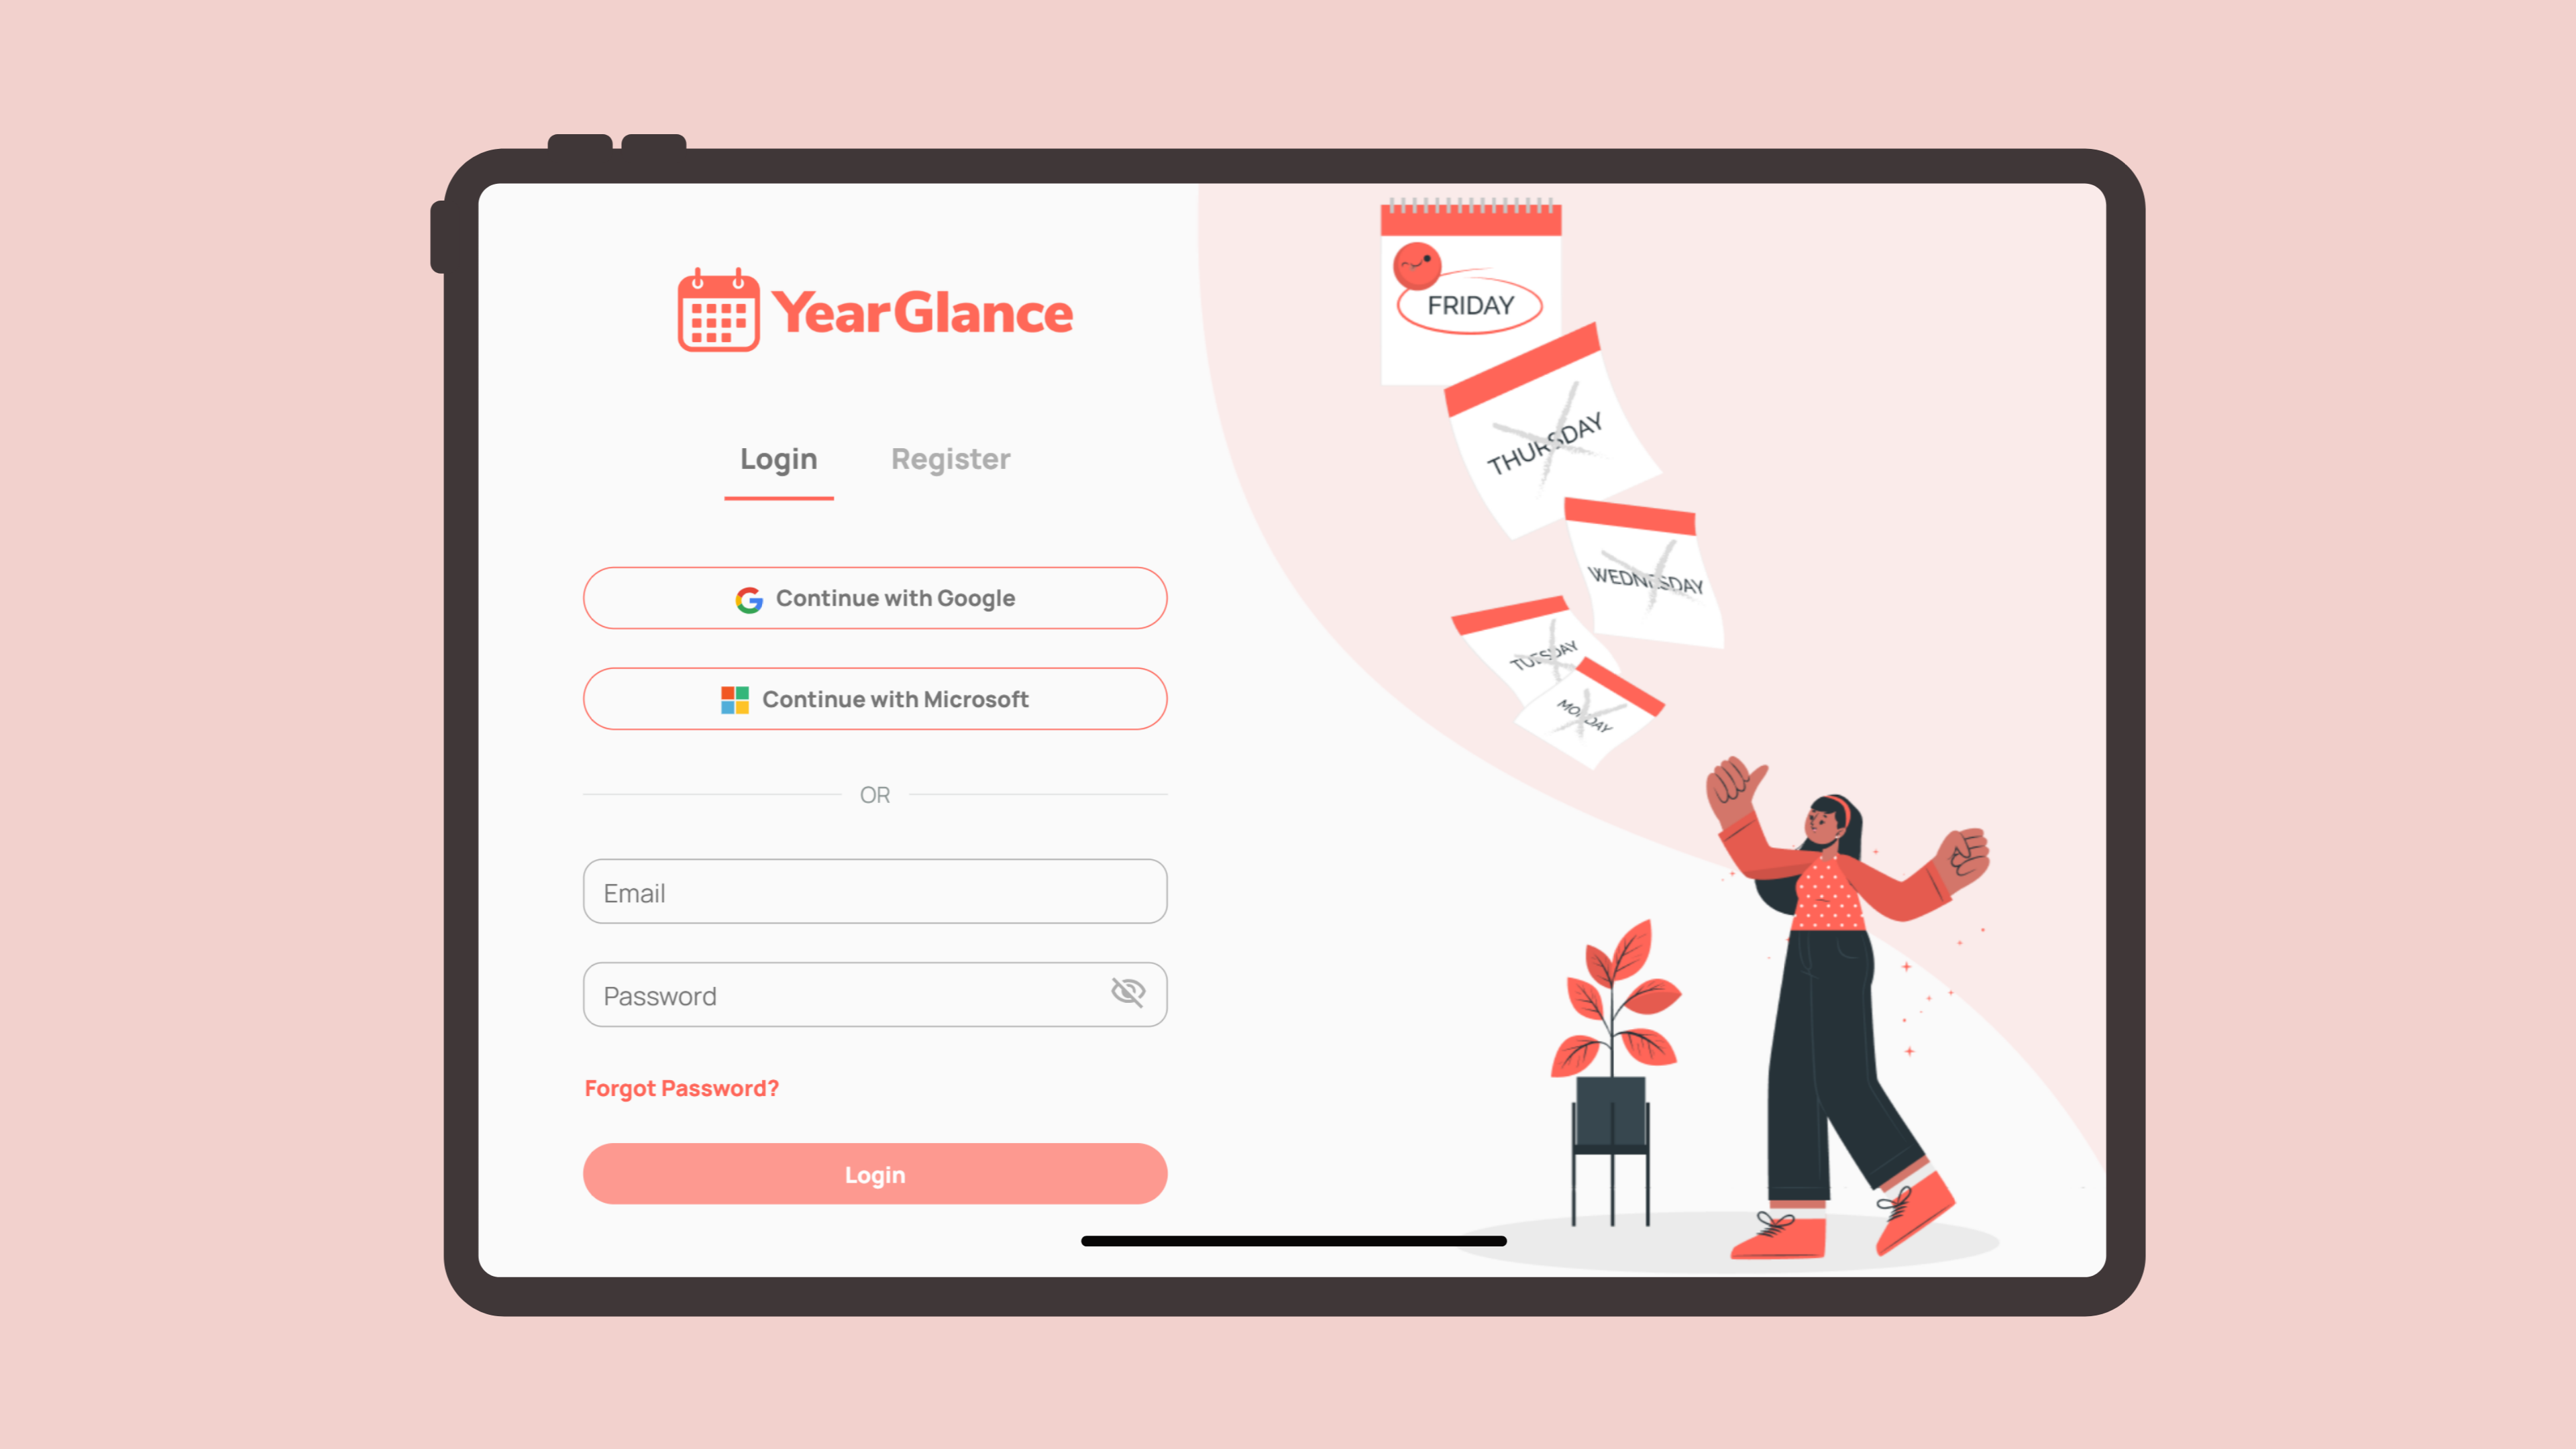 YearGlance
Login
Register
Continue with Google
Continue with Microsoft
OR
Email
Password
Forgot Password?
Login
FRIDAY
THURSDAY
WEDNESDAY
TUESDAY
MONDAY